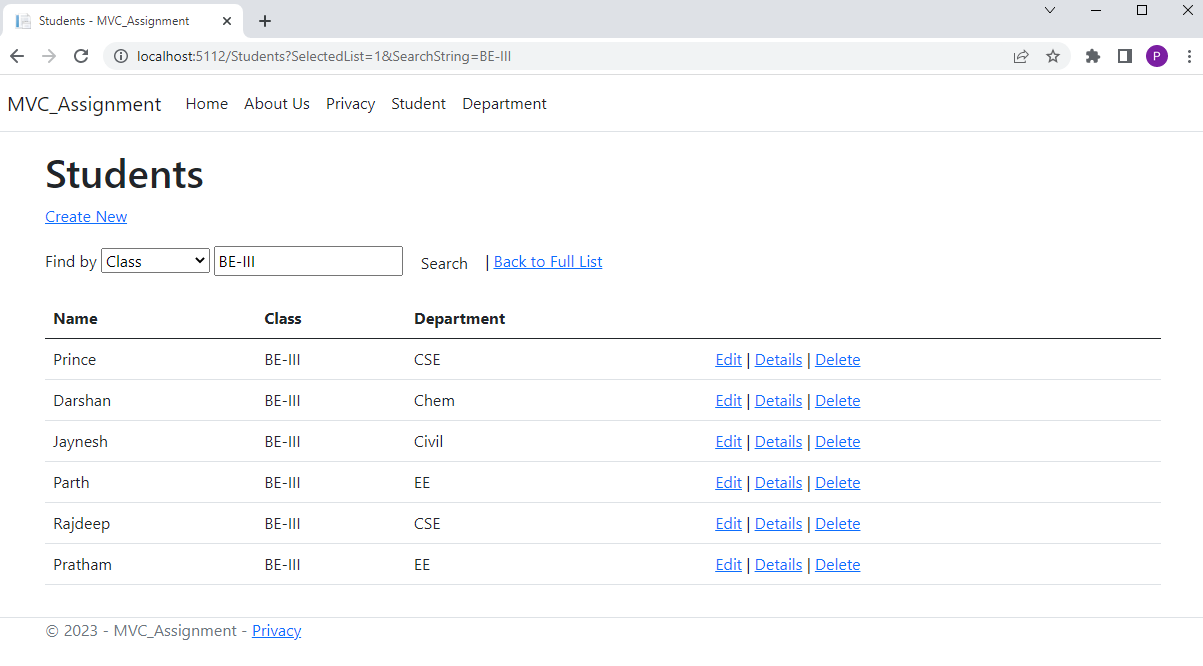 Students - MVC_Assignment
localhost:5112/Students?SelectedList=1&SearchString=BE-III
P
MVC_Assignment Home About Us Privacy Student Department
Students
Create New
Find by Class BE-III Search | Back to Full List
Name Class Department
Prince BE-III CSE Edit | Details | Delete
Darshan BE-III Chem Edit | Details | Delete
Jaynesh BE-III Civil Edit | Details | Delete
Parth BE-III EE Edit | Details | Delete
Rajdeep BE-III CSE Edit | Details | Delete
Pratham BE-III EE Edit | Details | Delete
© 2023 - MVC_Assignment - Privacy